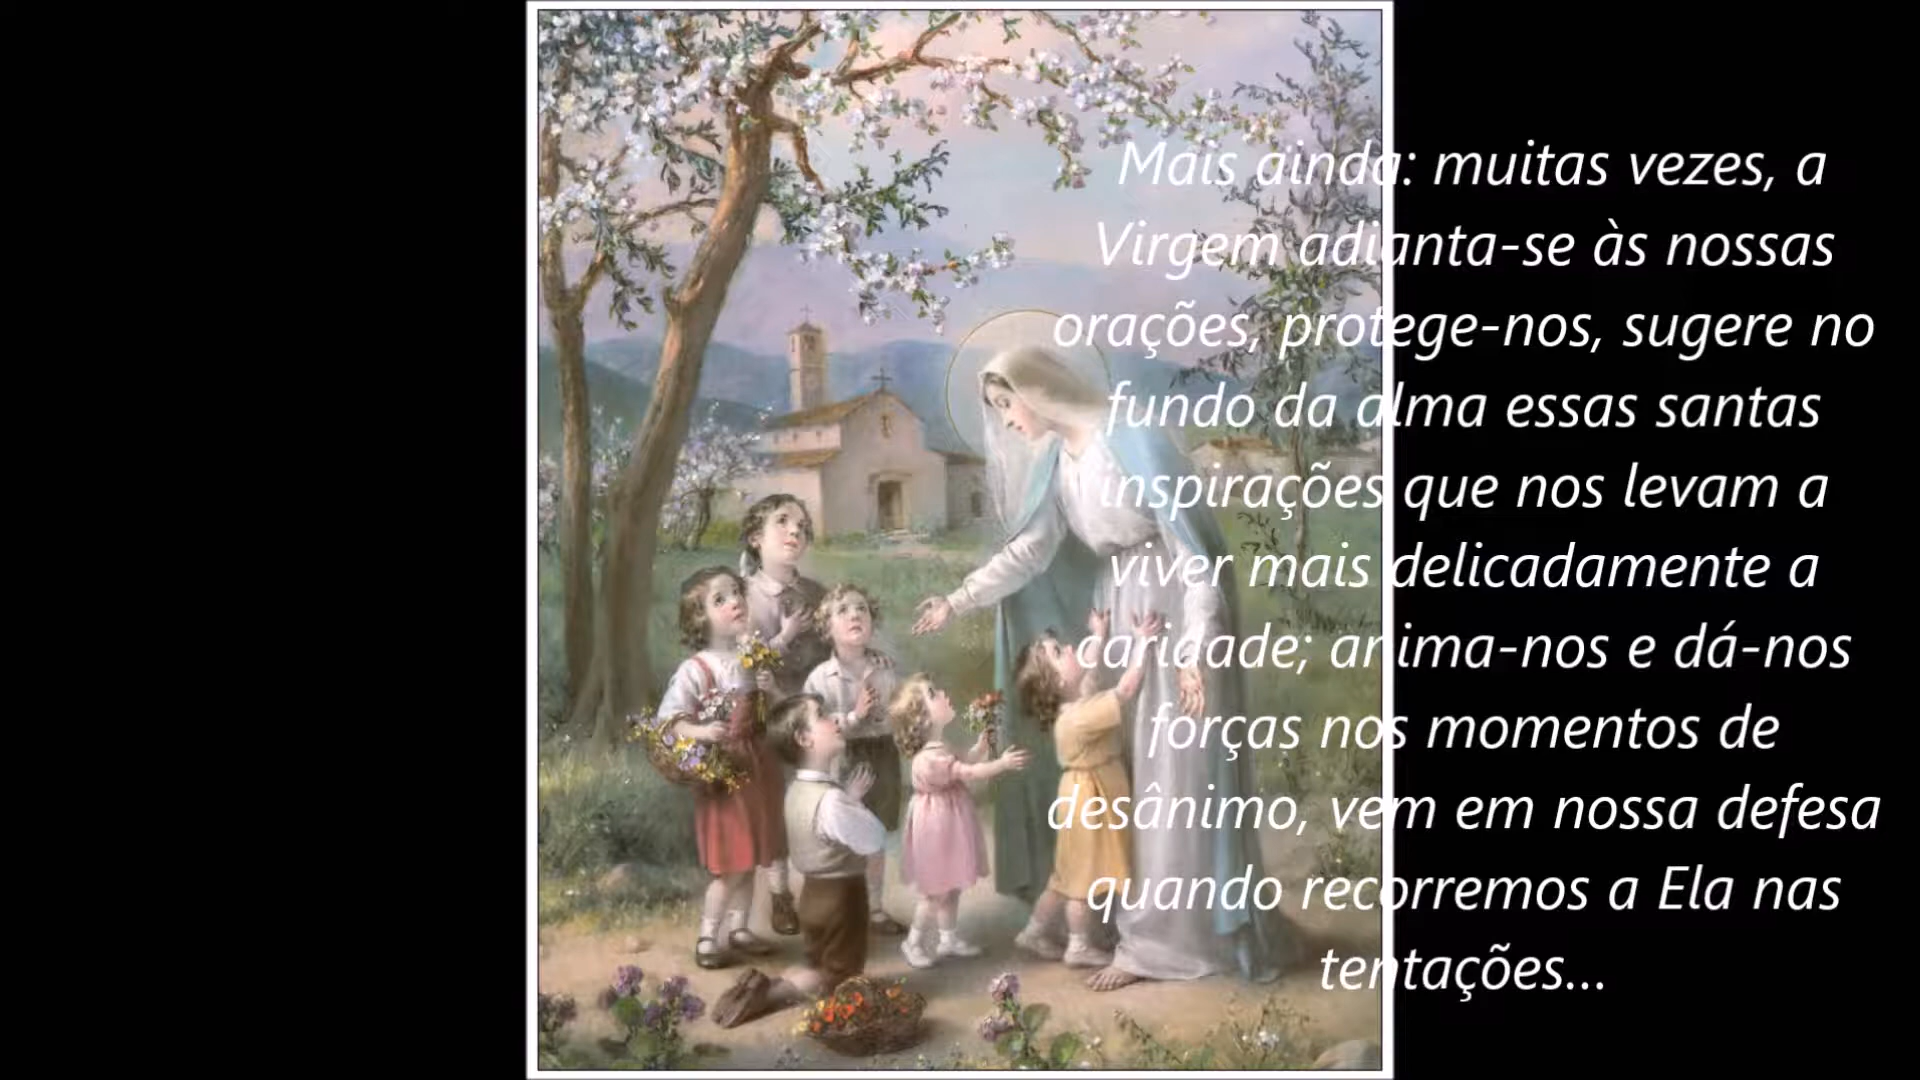 Mais ainda: muitas vezes, a
Virgem adianta-se às nossas
orações, protege-nos, sugere no
fundo da alma essas santas
inspirações que nos levam a
viver mais delicadamente a
caridade; anima-nos e dá-nos
forças nos momentos de
desânimo, vem em nossa defesa
quando recorremos a Ela nas
tentações...